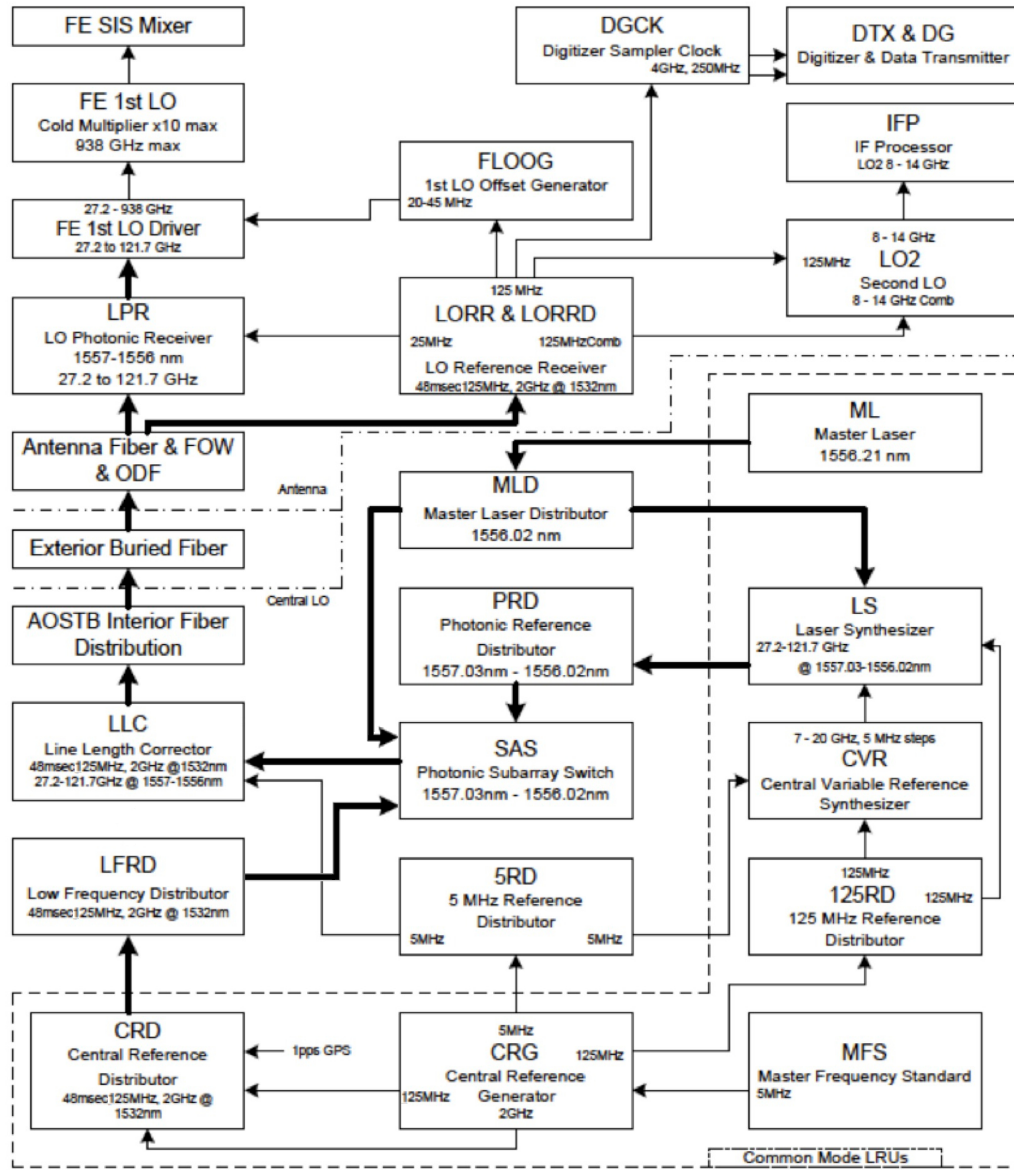 FE SIS Mixer
FE 1st LO
Cold Multiplier x10 max
938 GHz max
27.2 - 938 GHz
FE 1st LO Driver
27.2 to 121.7 GHz
LPR
LO Photonic Receiver
1557-1556 nm
27.2 to 121.7 GHz
Antenna Fiber & FOW
& ODF
Antenna
Exterior Buried Fiber
Central LO
AOSTB Interior Fiber
Distribution
LLC
Line Length Corrector
48msec125MHz, 2GHz @1532nm
27.2-121.7GHz @ 1557-1556nm
LFRD
Low Frequency Distributor
48msec125MHz, 2GHz @ 1532nm
CRD
Central Reference
Distributor
48msec125MHz, 2GHz @
1532nm
1pps GPS
DGCK
Digitizer Sampler Clock
4GHz, 250MHz
FLOOG
1st LO Offset Generator
20-45 MHz
125 MHz
LORR & LORRD
25MHz
125MHzComb
LO Reference Receiver
48msec125MHz, 2GHz @ 1532nm
MLD
Master Laser Distributor
1556.02 nm
PRD
Photonic Reference
Distributor
1557.03nm - 1556.02nm
SAS
Photonic Subarray Switch
1557.03nm - 1556.02nm
5RD
5 MHz Reference
Distributor
5MHz
5MHz
5MHz
CRG
125MHz
Central Reference
125MHz
Generator
2GHz
DTX & DG
Digitizer & Data Transmitter
IFP
IF Processor
LO2 8 - 14 GHz
8 - 14 GHz
125MHz
LO2
Second LO
8 - 14 GHz Comb
ML
Master Laser
1556.21 nm
LS
Laser Synthesizer
27.2-121.7 GHz
@ 1557.03-1556.02nm
7 - 20 GHz, 5 MHz steps
CVR
Central Variable Reference
Synthesizer
125MHz
125RD
125MHz
125 MHz Reference
Distributor
MFS
Master Frequency Standard
5MHz
Common Mode LRUs